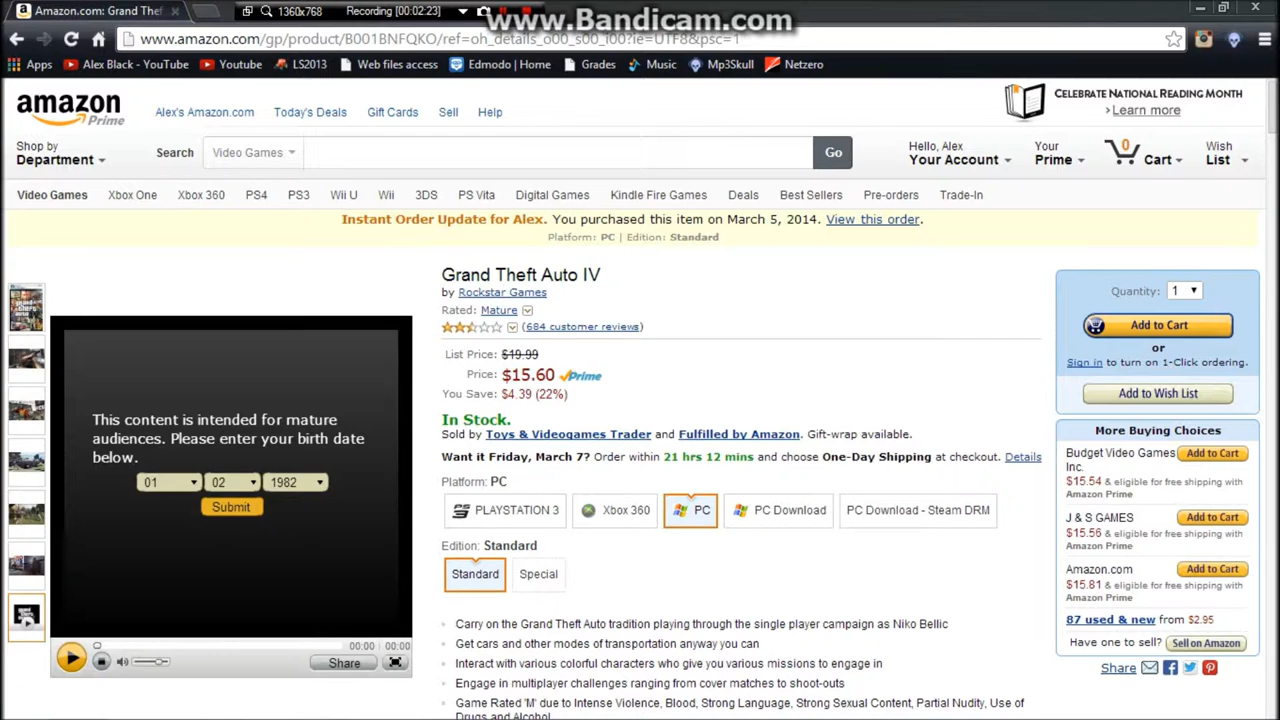 Amazon.com: Grand Thef
1360x768
Recording [00:02:23]
www.Bandicam.com
www.amazon.com/gp/product/B001BNFQKO/ref=oh_details_o00_s00_i00?ie=UTF8&psc=1
Apps
Alex Black - YouTube
Youtube
LS2013
Web files access
Edmodo | Home
Grades
Music
Mp3Skull
Netzero
amazon
Prime
Alex's Amazon.com
Today's Deals
Gift Cards
Sell
Help
CELEBRATE NATIONAL READING MONTH
›Learn more
Shop by
Department
Search
Video Games
Go
Hello, Alex
Your Account
Your
Prime
0
Cart
Wish
List
Video Games
Xbox One
Xbox 360
PS4
PS3
Wii U
Wii
3DS
PS Vita
Digital Games
Kindle Fire Games
Deals
Best Sellers
Pre-orders
Trade-In
Instant Order Update for Alex. You purchased this item on March 5, 2014. View this order.
Platform: PC | Edition: Standard
This content is intended for mature
audiences. Please enter your birth date
below.
01
02
1982
Submit
00:00
00:00
Share
Grand Theft Auto IV
by Rockstar Games
Rated: Mature
(684 customer reviews)
List Price: $19.99
Price: $15.60 Prime
You Save: $4.39 (22%)
In Stock.
Sold by Toys & Videogames Trader and Fulfilled by Amazon. Gift-wrap available.
Want it Friday, March 7? Order within 21 hrs 12 mins and choose One-Day Shipping at checkout. Details
Platform: PC
PLAYSTATION 3
Xbox 360
PC
PC Download
PC Download - Steam DRM
Edition: Standard
Standard
Special
Carry on the Grand Theft Auto tradition playing through the single player campaign as Niko Bellic
Get cars and other modes of transportation anyway you can
Interact with various colorful characters who give you various missions to engage in
Engage in multiplayer challenges ranging from cover matches to shoot-outs
Game Rated 'M' due to Intense Violence, Blood, Strong Language, Strong Sexual Content, Partial Nudity, Use of
Drugs and Alcohol
Quantity: 1
Add to Cart
or
Sign in to turn on 1-Click ordering.
Add to Wish List
More Buying Choices
Budget Video Games
Inc.
Add to Cart
$15.54 & eligible for free shipping with
Amazon Prime
J & S GAMES
Add to Cart
$15.56 & eligible for free shipping with
Amazon Prime
Amazon.com
Add to Cart
$15.81 & eligible for free shipping with
Amazon Prime
87 used & new from $2.95
Have one to sell? Sell on Amazon
Share